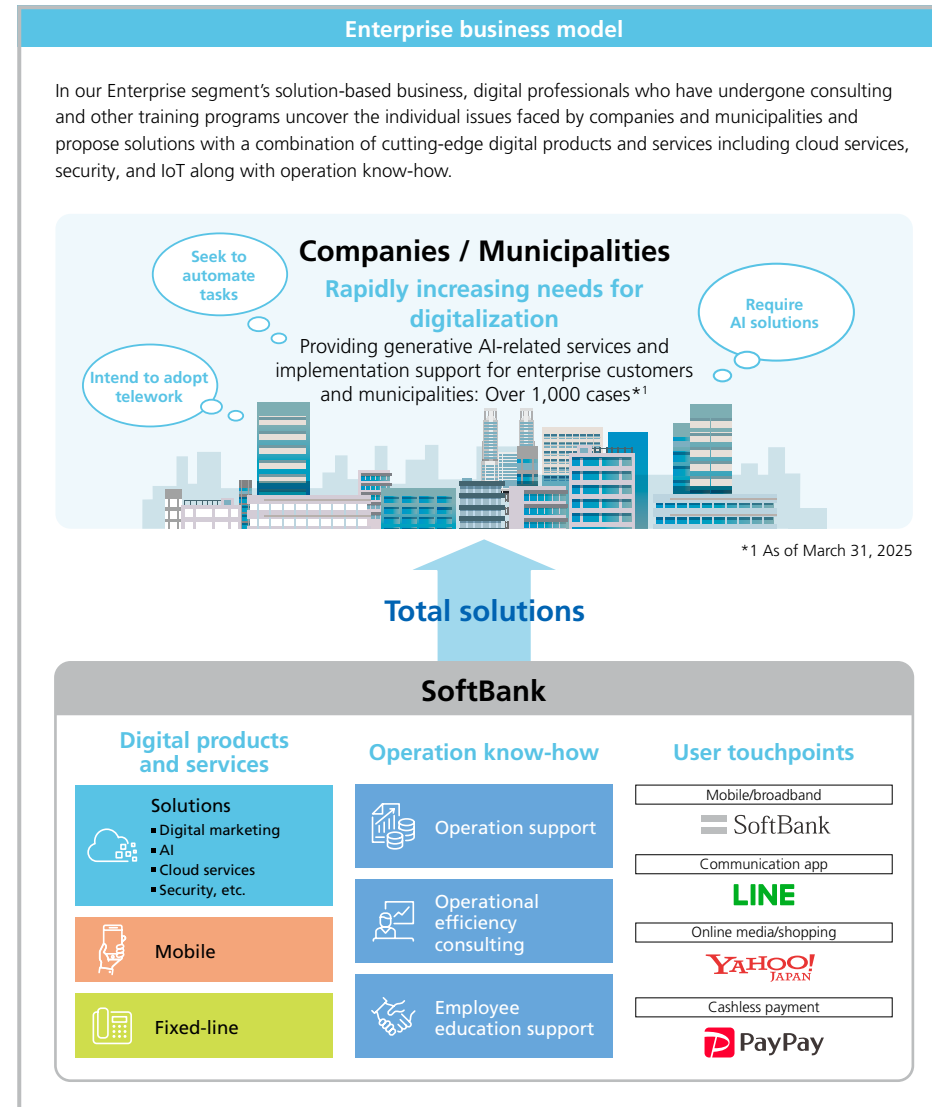 Enterprise business model
In our Enterprise segment’s solution-based business, digital professionals who have undergone consulting
and other training programs uncover the individual issues faced by companies and municipalities and
propose solutions with a combination of cutting-edge digital products and services including cloud services,
security, and IoT along with operation know-how.
Companies / Municipalities
Rapidly increasing needs for
digitalization
Providing generative AI-related services and
implementation support for enterprise customers
and municipalities: Over 1,000 cases*1
Seek to
automate
tasks
Intend to adopt
telework
Require
AI solutions
*1 As of March 31, 2025
Total solutions
SoftBank
Digital products
and services
Solutions
▪ Digital marketing
▪ AI
▪ Cloud services
▪ Security, etc.
Mobile
Fixed-line
Operation know-how
Operation support
Operational
efficiency
consulting
Employee
education support
User touchpoints
Mobile/broadband
SoftBank
Communication app
LINE
Online media/shopping
YAHOO!
JAPAN
Cashless payment
PayPay